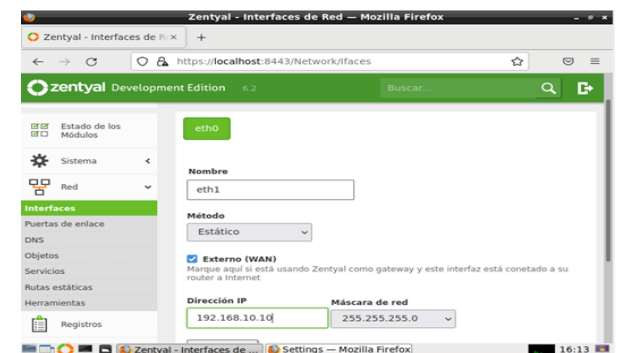 Zentyal - Interfaces de Red — Mozilla Firefox
Zentyal - Interfaces de R
https://localhost:8443/Network/Ifaces
zentyal Development Edition 6.2
Buscar...
Estado de los
Módulos
eth0
Sistema
Nombre
Red
eth1
Interfaces
Método
Puertas de enlace
Estático
DNS
Objetos
Externo (WAN)
Servicios
Marque aquí si está usando Zentyal como gateway y este interfaz está conetado a su
router a Internet
Rutas estáticas
Herramientas
Dirección IP
Máscara de red
192.168.10.10
255.255.255.0
Registros
Zentyal - Interfaces de ...
Settings — Mozilla Firefox
16:13